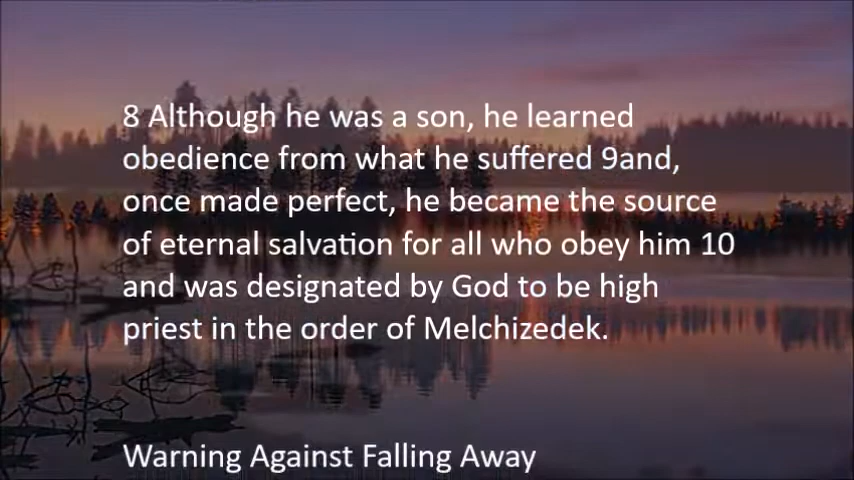 8 Although he was a son, he learned
obedience from what he suffered 9and,
once made perfect, he became the source
of eternal salvation for all who obey him 10
and was designated by God to be high
priest in the order of Melchizedek.
Warning Against Falling Away